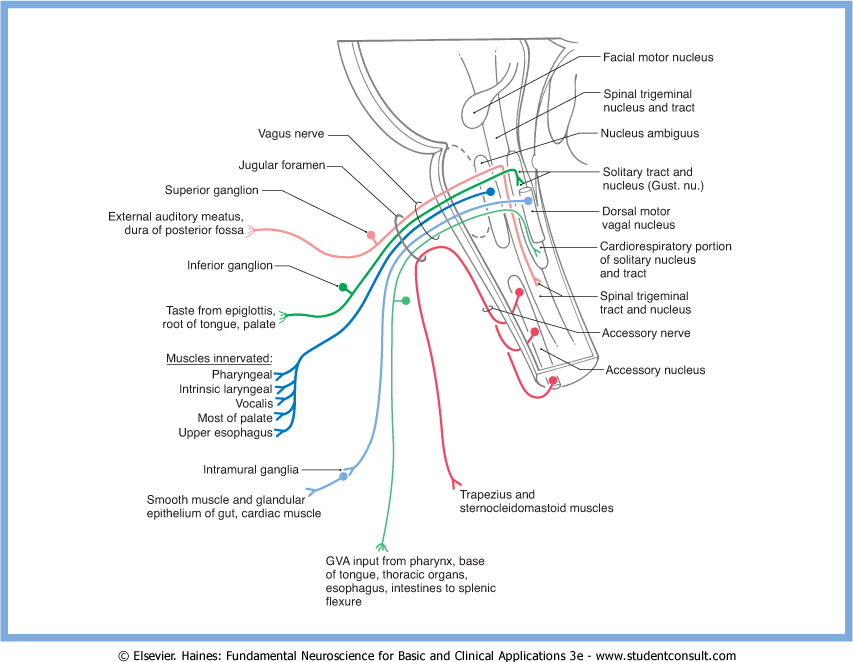 Facial motor nucleus
Spinal trigeminal
nucleus and tract
Nucleus ambiguus
Vagus nerve
Jugular foramen
Superior ganglion
External auditory meatus,
dura of posterior fossa
Inferior ganglion
Taste from epiglottis,
root of tongue, palate
Muscles innervated:
Pharyngeal
Intrinsic laryngeal
Vocalis
Most of palate
Upper esophagus
Intramural ganglia
Smooth muscle and glandular
epithelium of gut, cardiac muscle
Solitary tract and
nucleus (Gust. nu.)
Dorsal motor
vagal nucleus
Cardiorespiratory portion
of solitary nucleus
and tract
Spinal trigeminal
tract and nucleus
Accessory nerve
Accessory nucleus
Trapezius and
sternocleidomastoid muscles
GVA input from pharynx, base
of tongue, thoracic organs,
esophagus, intestines to splenic
flexure
© Elsevier. Haines: Fundamental Neuroscience for Basic and Clinical Applications 3e - www.studentconsult.com